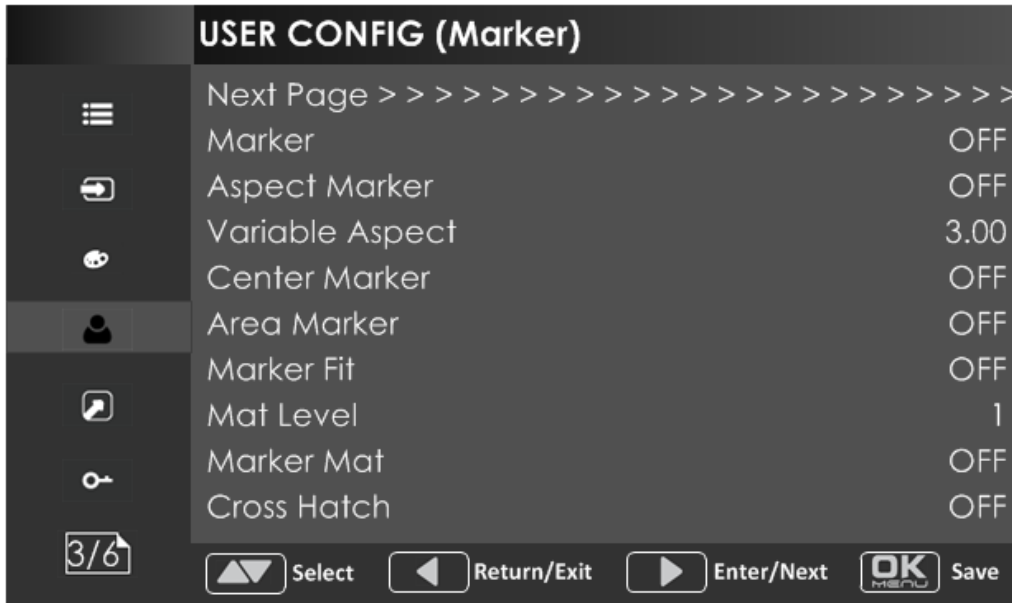 USER CONFIG (Marker)
Next Page > > > > > > > > > > > > > > > > > > > > > > >
Marker OFF
Aspect Marker OFF
Variable Aspect 3.00
Center Marker OFF
Area Marker OFF
Marker Fit OFF
Mat Level 1
Marker Mat OFF
Cross Hatch OFF
3/6
Select Return/Exit Enter/Next OK MENU Save